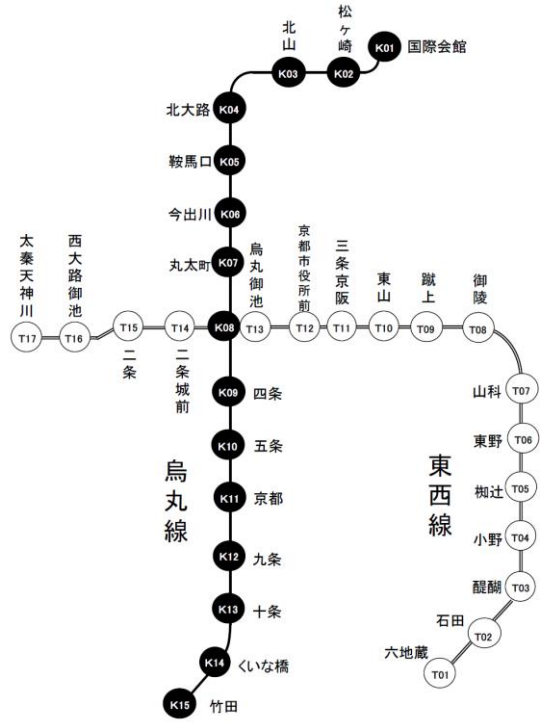 K01 国際会館
松ヶ崎 K02
北山 K03
K04 北大路
K05 鞍馬口
K06 今出川
K07 丸太町
K08 T13 烏丸御池
K09 四条
K10 五条
K11 京都
K12 九条
K13 十条
K14 くいな橋
K15 竹田
烏丸線
太秦天神川 T17
西大路御池 T16
T15 二条
T14 二条城前
京都市役所前 T12
三条京阪 T11
東山 T10
蹴上 T09
御陵 T08
山科 T07
東野 T06
椥辻 T05
小野 T04
醍醐 T03
石田 T02
六地蔵 T01
東西線